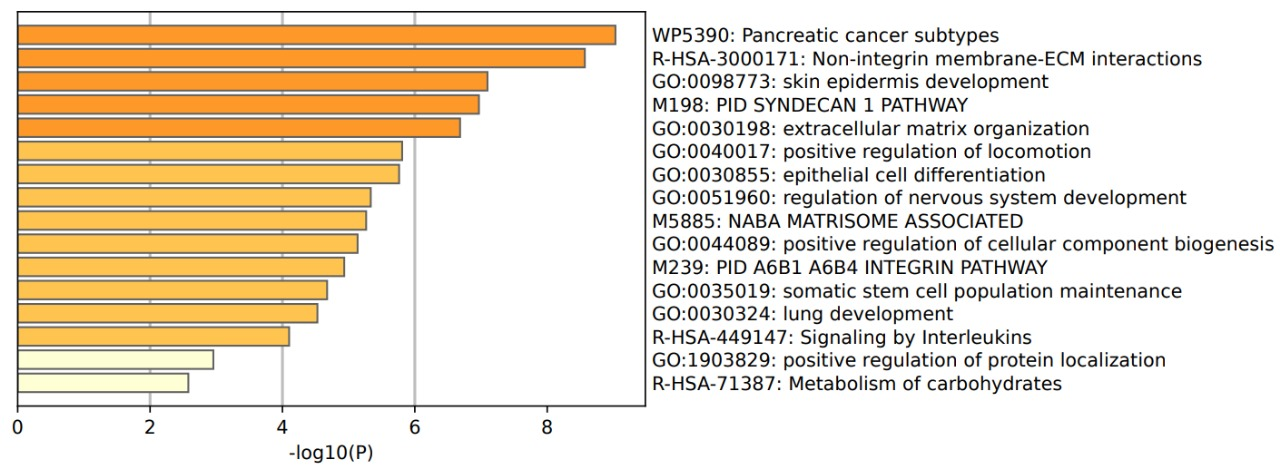 WP5390: Pancreatic cancer subtypes
R-HSA-3000171: Non-integrin membrane-ECM interactions
GO:0098773: skin epidermis development
M198: PID SYNDECAN 1 PATHWAY
GO:0030198: extracellular matrix organization
GO:0040017: positive regulation of locomotion
GO:0030855: epithelial cell differentiation
GO:0051960: regulation of nervous system development
M5885: NABA MATRISOME ASSOCIATED
GO:0044089: positive regulation of cellular component biogenesis
M239: PID A6B1 A6B4 INTEGRIN PATHWAY
GO:0035019: somatic stem cell population maintenance
GO:0030324: lung development
R-HSA-449147: Signaling by Interleukins
GO:1903829: positive regulation of protein localization
R-HSA-71387: Metabolism of carbohydrates
0 2 4 6 8
-log10(P)